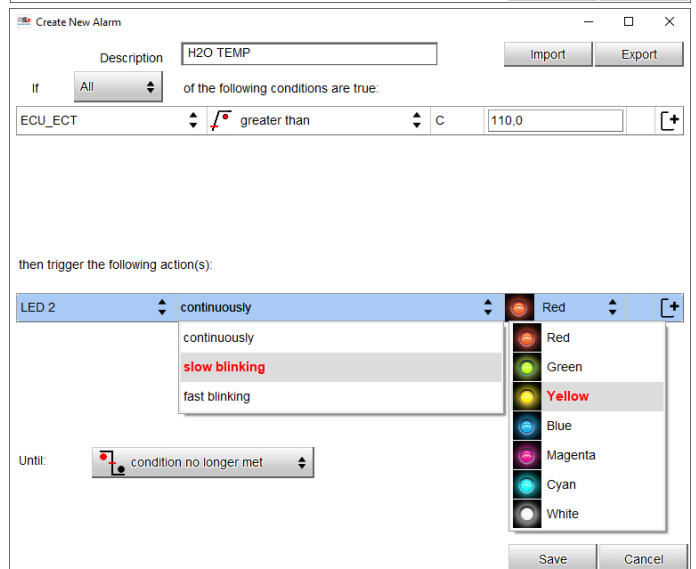 Create New Alarm
Description H2O TEMP Import Export
If All of the following conditions are true:
ECU_ECT greater than C 110,0
then trigger the following action(s):
LED 2 continuously Red
continuously
slow blinking
fast blinking
Red
Green
Yellow
Blue
Magenta
Cyan
White
Until: condition no longer met
Save Cancel